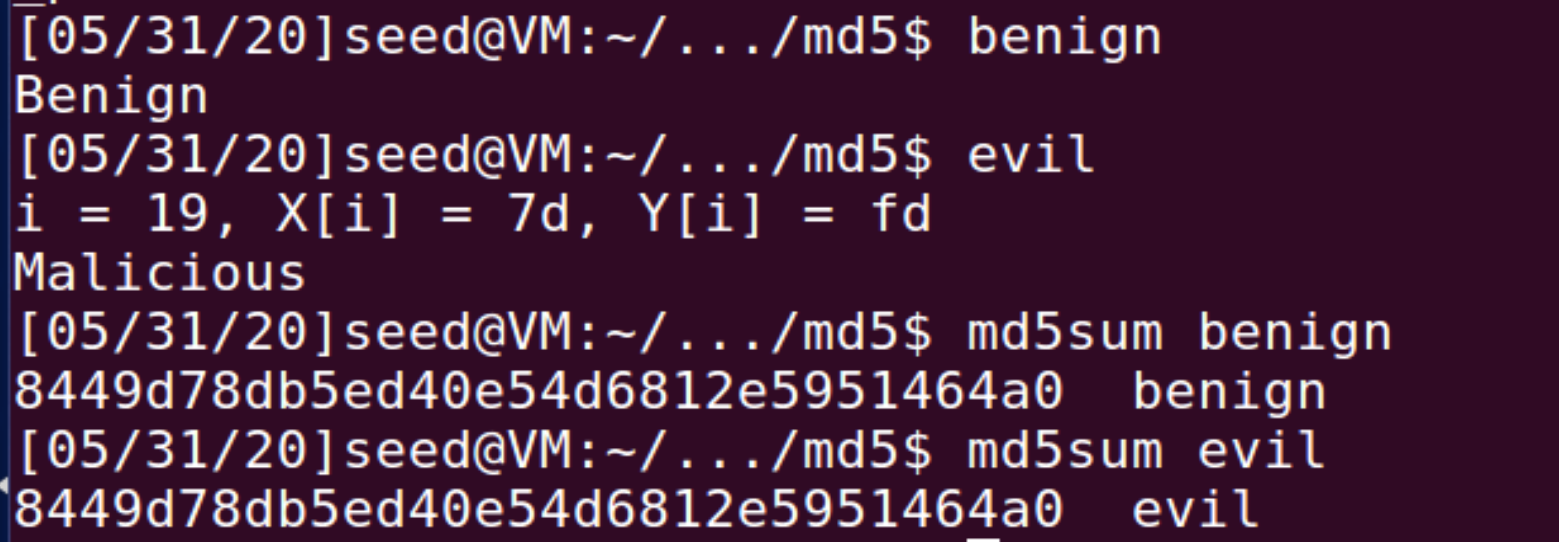 [05/31/20]seed@VM:~/.../md5$ benign
Benign
[05/31/20]seed@VM:~/.../md5$ evil
i = 19, X[i] = 7d, Y[i] = fd
Malicious
[05/31/20]seed@VM:~/.../md5$ md5sum benign
8449d78db5ed40e54d6812e5951464a0  benign
[05/31/20]seed@VM:~/.../md5$ md5sum evil
8449d78db5ed40e54d6812e5951464a0  evil